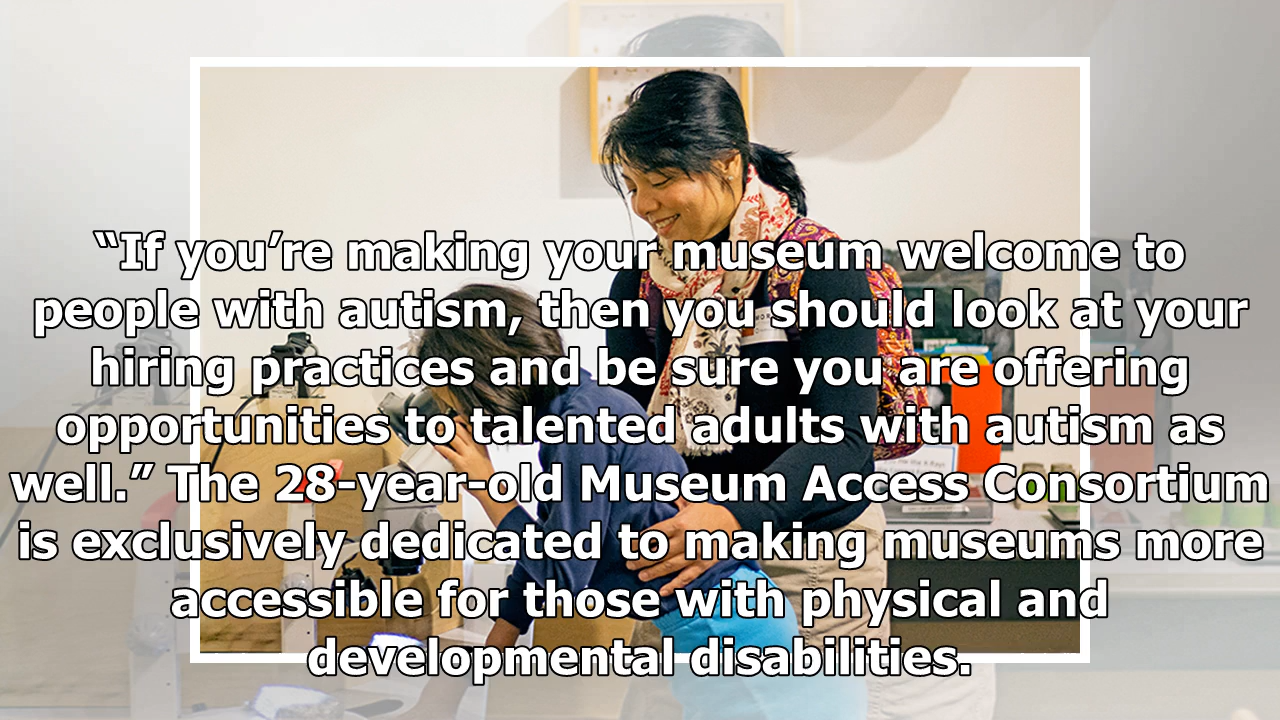 “If you’re making your museum welcome to
people with autism, then you should look at your
hiring practices and be sure you are offering
opportunities to talented adults with autism as
well.” The 28-year-old Museum Access Consortium
is exclusively dedicated to making museums more
accessible for those with physical and
developmental disabilities.